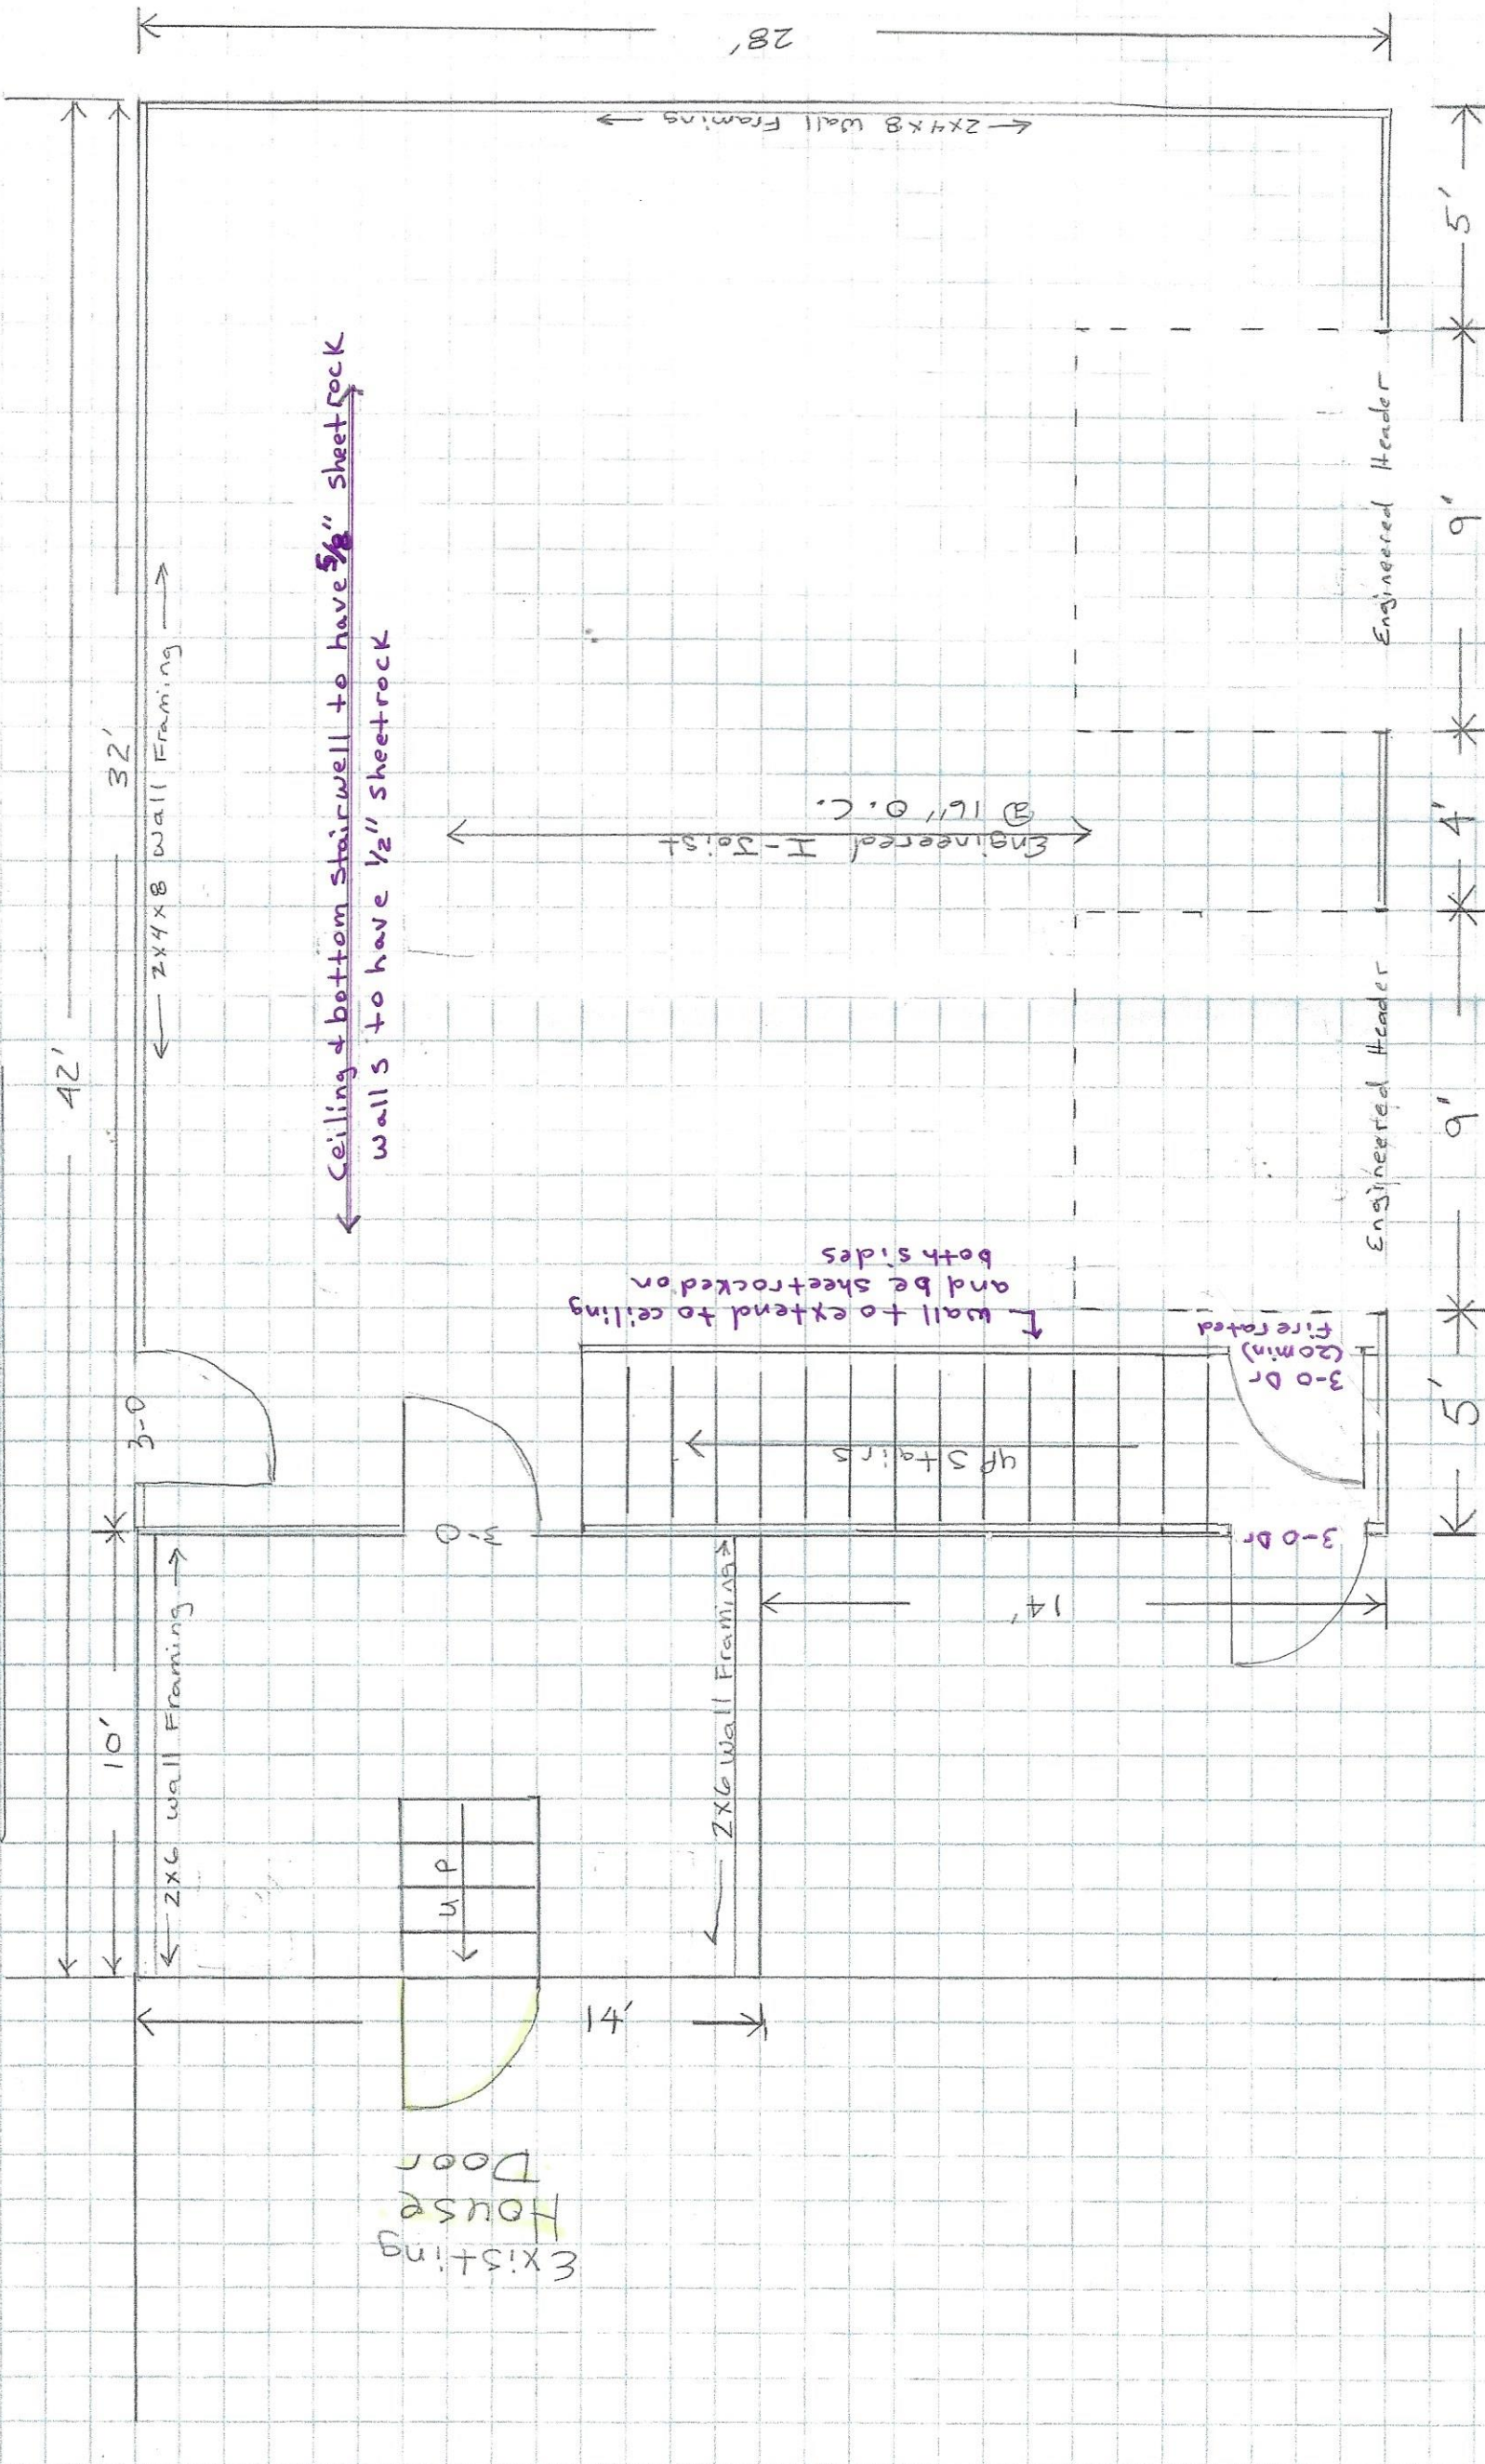 28'
42'
32'
10'
← 2x4x8 Wall Framing →
← 2x4x8 Wall Framing →
Ceiling & bottom stairwell to have 5/8" sheetrock
Walls to have 1/2" sheetrock
Engineered I-Joist
@ 16" O.C.
Wall to extend to ceiling
and be sheetrocked on
both sides
3-0
3-0
up stairs
3-0 Dr
(20 min)
Fire rated
3-0 Dr
← 2x6 Wall Framing →
← 2x6 Wall Framing →
14'
up
14'
Existing
House
Door
Engineered Header
Engineered Header
5'
9'
4'
9'
5'